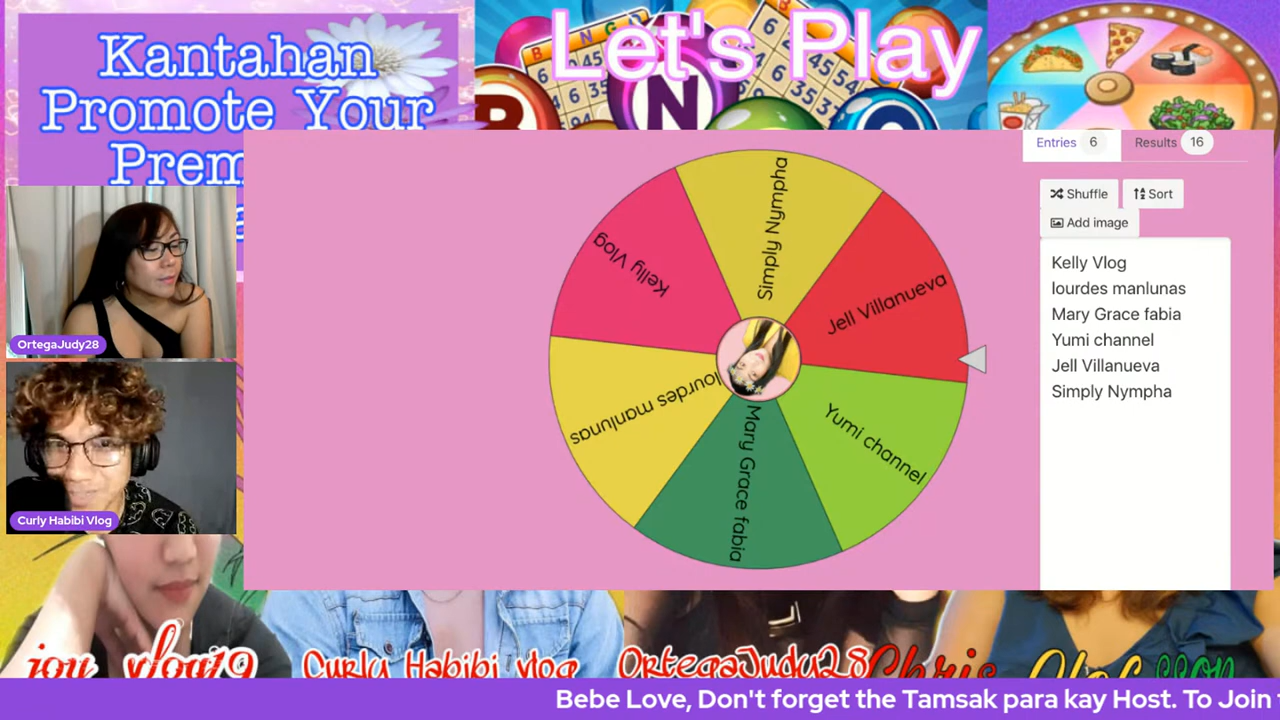 Kantahan
Promote Your
Prem
Let's Play
B I N G O
N
Entries 6
Results 16
Shuffle
Sort
Add image
Kelly Vlog
lourdes manlunas
Mary Grace fabia
Yumi channel
Jell Villanueva
Simply Nympha
Simply Nympha
Jell Villanueva
Yumi channel
Mary Grace fabia
lourdes manlunas
Kelly Vlog
OrtegaJudy28
Curly Habibi Vlog
joy vlog19
Curly Habibi vlog
OrtegaJudy28
Chris
Bebe Love, Don't forget the Tamsak para kay Host. To Join